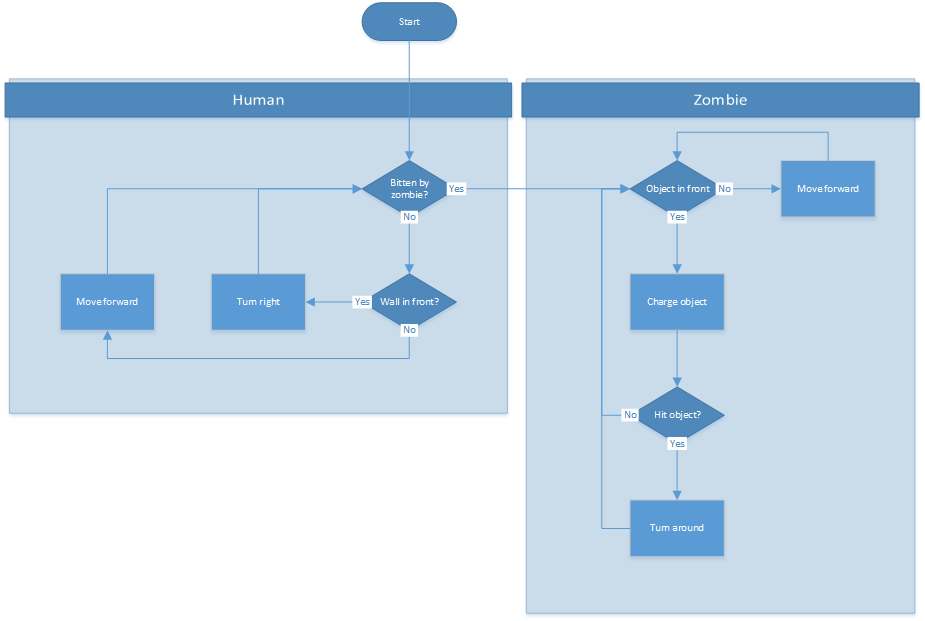 Start
Human
Bitten by
zombie?
Yes
No
Move forward
Turn right
Yes
Wall in front?
No
Zombie
Object in front
No
Move forward
Yes
Charge object
No
Hit object?
Yes
Turn around